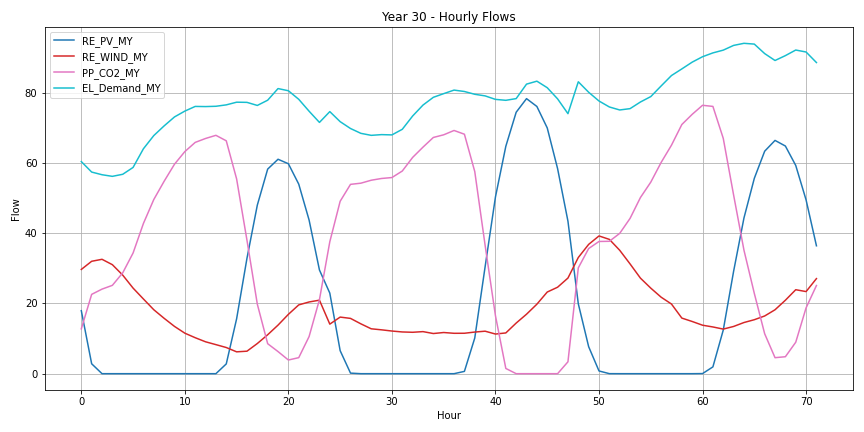 Year 30 - Hourly Flows
RE_PV_MY
RE_WIND_MY
PP_CO2_MY
EL_Demand_MY
80
60
40
20
0
Flow
0 10 20 30 40 50 60 70
Hour